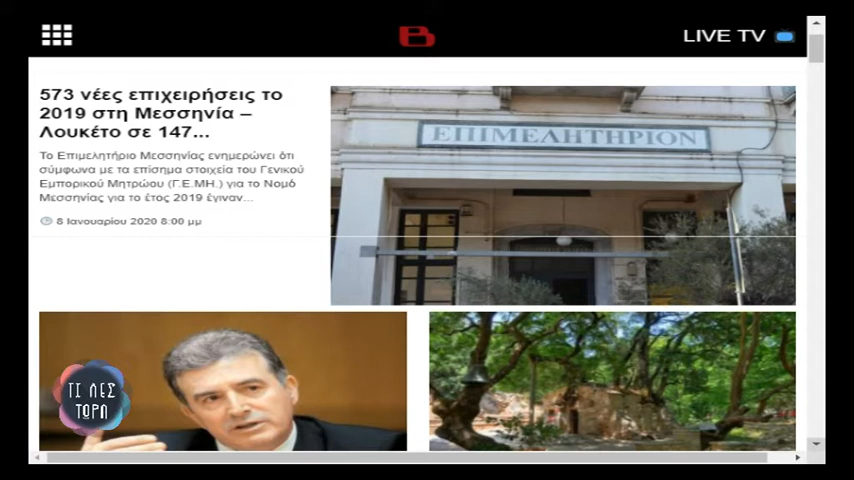 LIVE TV
573 νέες επιχειρήσεις το
2019 στη Μεσσηνία –
Λουκέτο σε 147...
Το Επιμελητήριο Μεσσηνίας ενημερώνει ότι
σύμφωνα με τα επίσημα στοιχεία του Γενικού
Εμπορικού Μητρώου (Γ.Ε.ΜΗ.) για το Νομό
Μεσσηνίας για το έτος 2019 έγιναν...
8 Ιανουαρίου 2020 8:00 μμ
ΕΠΙΜΕΛΗΤΗΡΙΟΝ
ΤΙ ΛΕΣ
ΤΩΡΑ